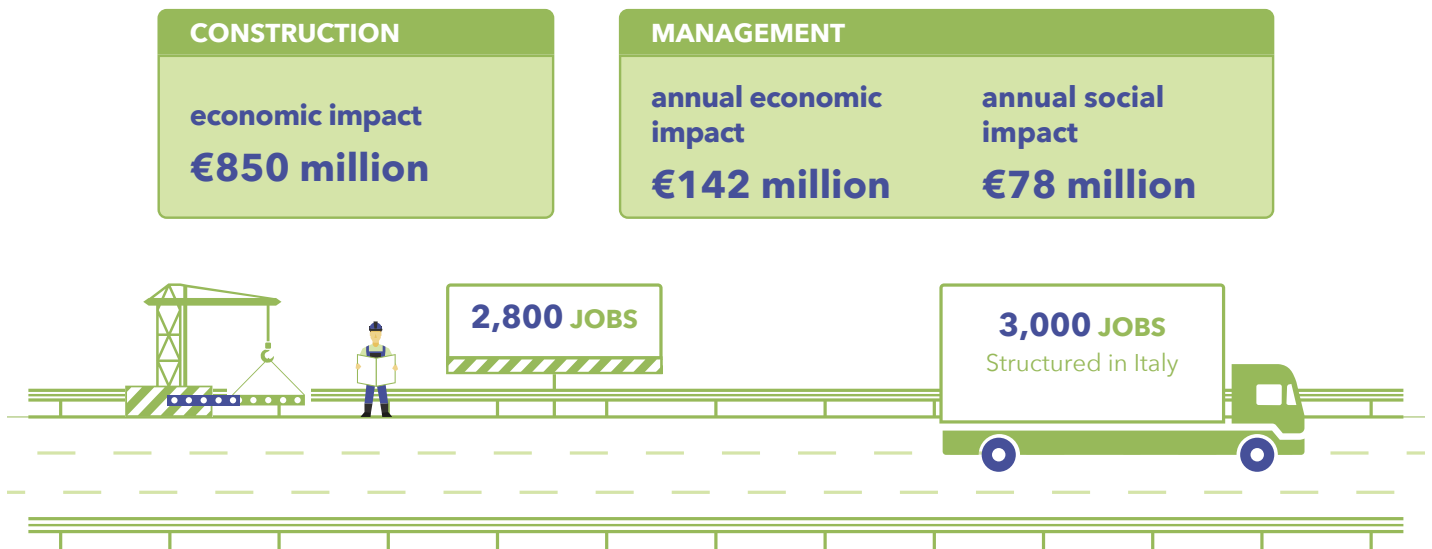 CONSTRUCTION
economic impact
€850 million
MANAGEMENT
annual economic
impact
€142 million
annual social
impact
€78 million
2,800 JOBS
3,000 JOBS
Structured in Italy